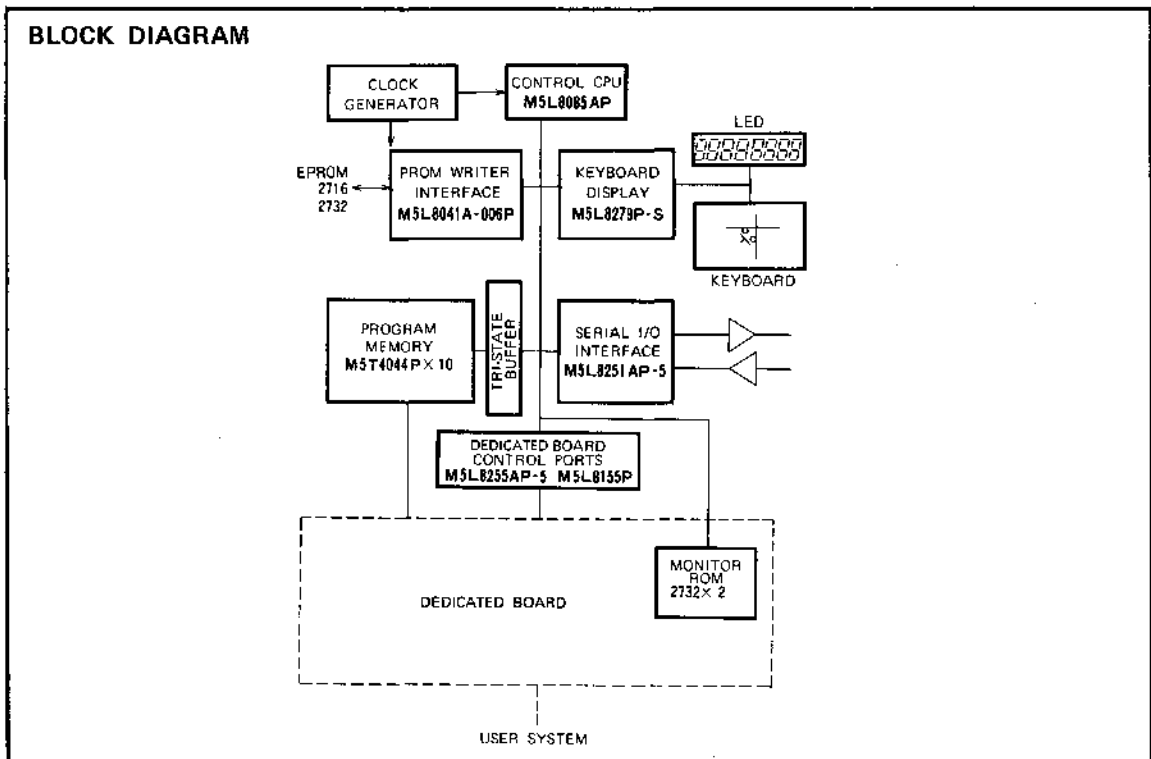 BLOCK DIAGRAM
CLOCK
GENERATOR
CONTROL CPU
M5L8085AP
LED
EPROM
2716
2732
PROM WRITER
INTERFACE
M5L8041A-006P
KEYBOARD
DISPLAY
M5L8279P-S
KEYBOARD
PROGRAM
MEMORY
M5T4044P×10
TRI-STATE
BUFFER
SERIAL I/O
INTERFACE
M5L8251AP-5
DEDICATED BOARD
CONTROL PORTS
M5L8255AP-5 M5L8155P
MONITOR
ROM
2732×2
DEDICATED BOARD
USER SYSTEM